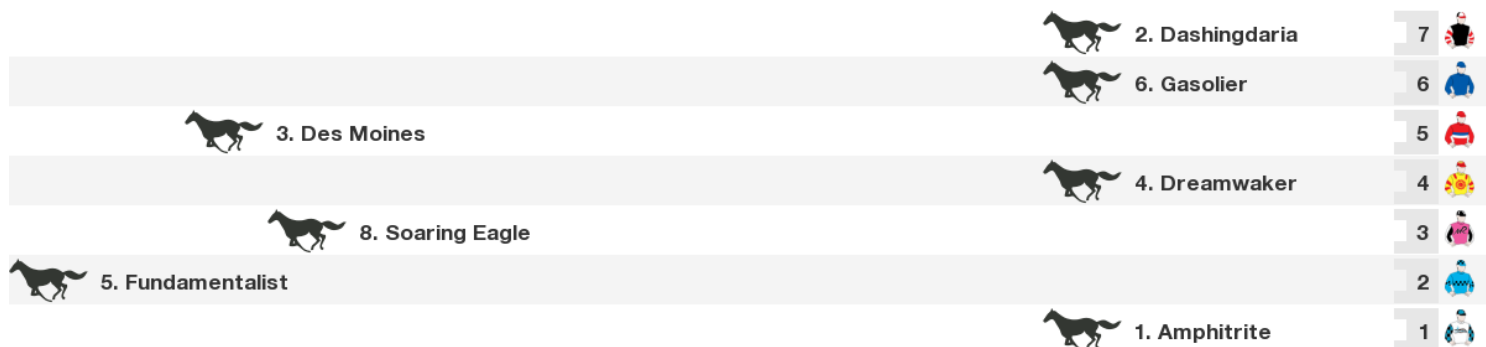 2. Dashingdaria 7
6. Gasolier 6
3. Des Moines 5
4. Dreamwaker 4
8. Soaring Eagle 3
5. Fundamentalist 2
1. Amphitrite 1